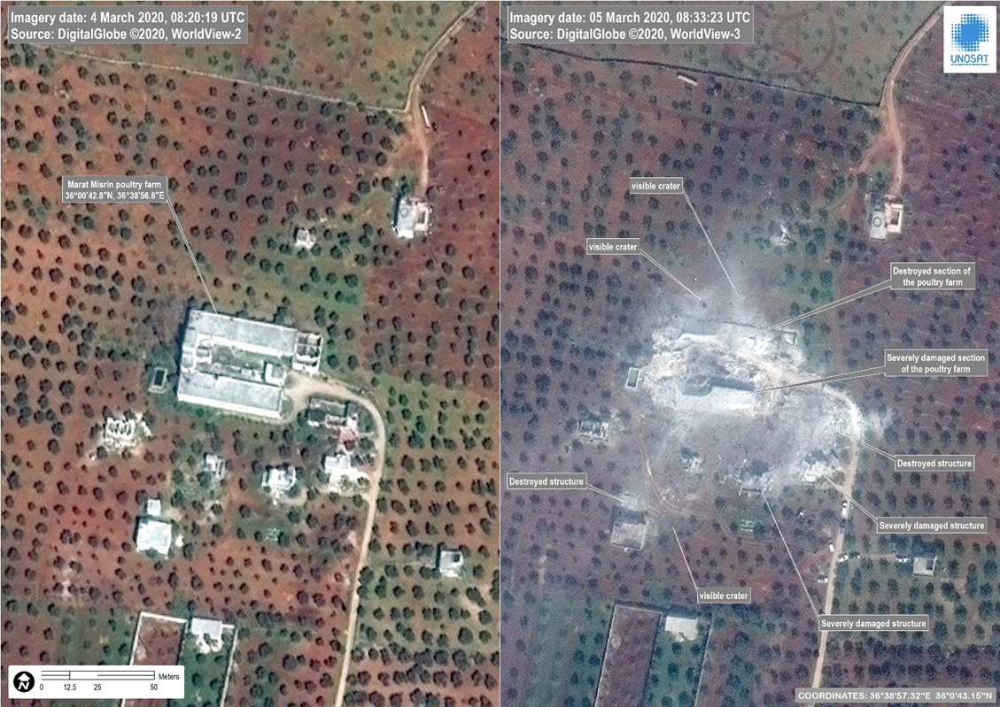 Imagery date: 4 March 2020, 08:20:19 UTC
Source: DigitalGlobe ©2020, WorldView-2
Imagery date: 05 March 2020, 08:33:23 UTC
Source: DigitalGlobe ©2020, WorldView-3
UNOSAT
Marat Misrin poultry farm
36°00'42.8"N, 36°38'56.8"E
visible crater
visible crater
Destroyed section of
the poultry farm
Severely damaged section
of the poultry farm
Destroyed structure
Destroyed structure
Severely damaged structure
visible crater
Severely damaged structure
N
Meters
0 12.5 25 50
COORDINATES: 36°38'57.32"E 36°0'43.15"N